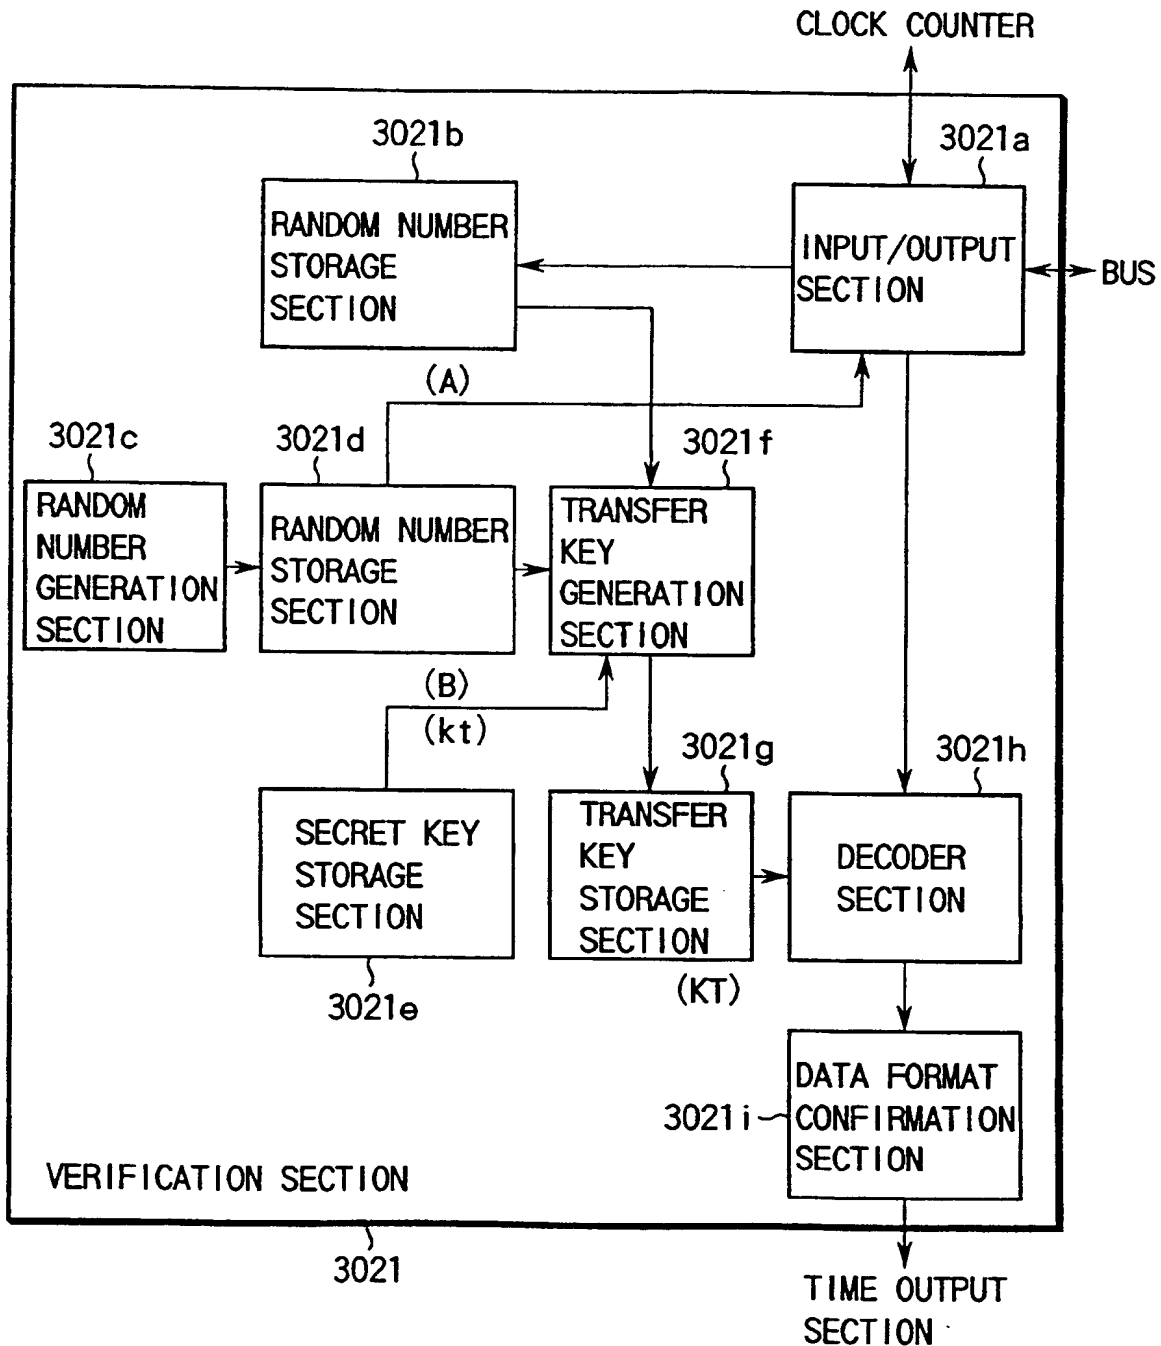 CLOCK COUNTER
3021b
3021a
RANDOM NUMBER
STORAGE
SECTION
INPUT/OUTPUT
SECTION
BUS
(A)
3021c
3021d
3021f
RANDOM
NUMBER
GENERATION
SECTION
RANDOM NUMBER
STORAGE
SECTION
TRANSFER
KEY
GENERATION
SECTION
(B)
(kt)
3021g
3021h
SECRET KEY
STORAGE
SECTION
TRANSFER
KEY
STORAGE
SECTION
DECODER
SECTION
3021e
(KT)
DATA FORMAT
CONFIRMATION
SECTION
3021i
VERIFICATION SECTION
3021
TIME OUTPUT
SECTION